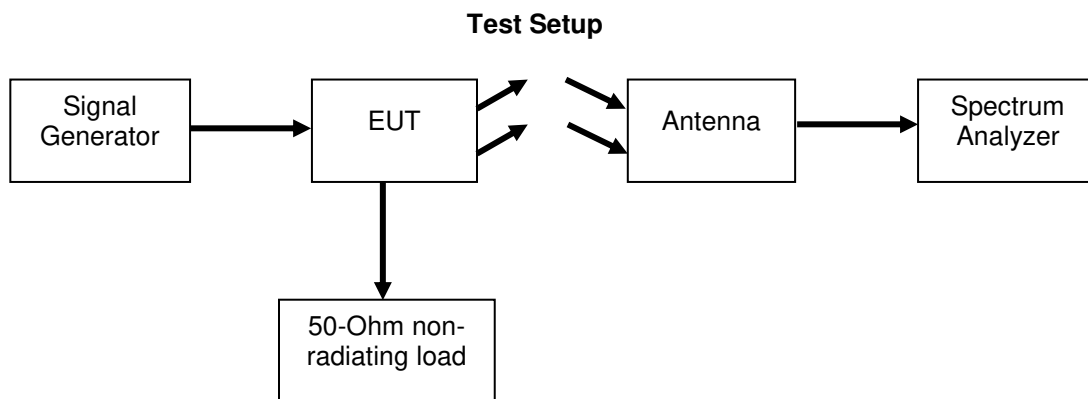 Test Setup
Signal
Generator
EUT
Antenna
Spectrum
Analyzer
50-Ohm non-
radiating load